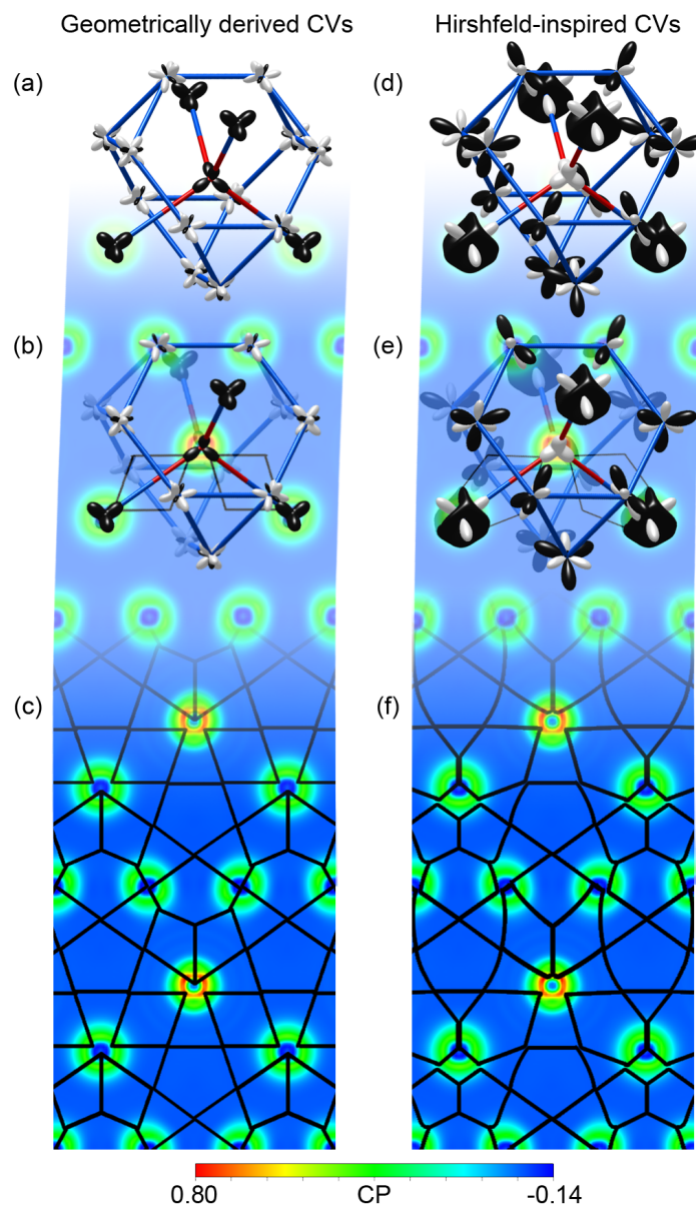 Geometrically derived CVs
Hirshfeld-inspired CVs
(a)
(d)
(b)
(e)
(c)
(f)
0.80 CP -0.14